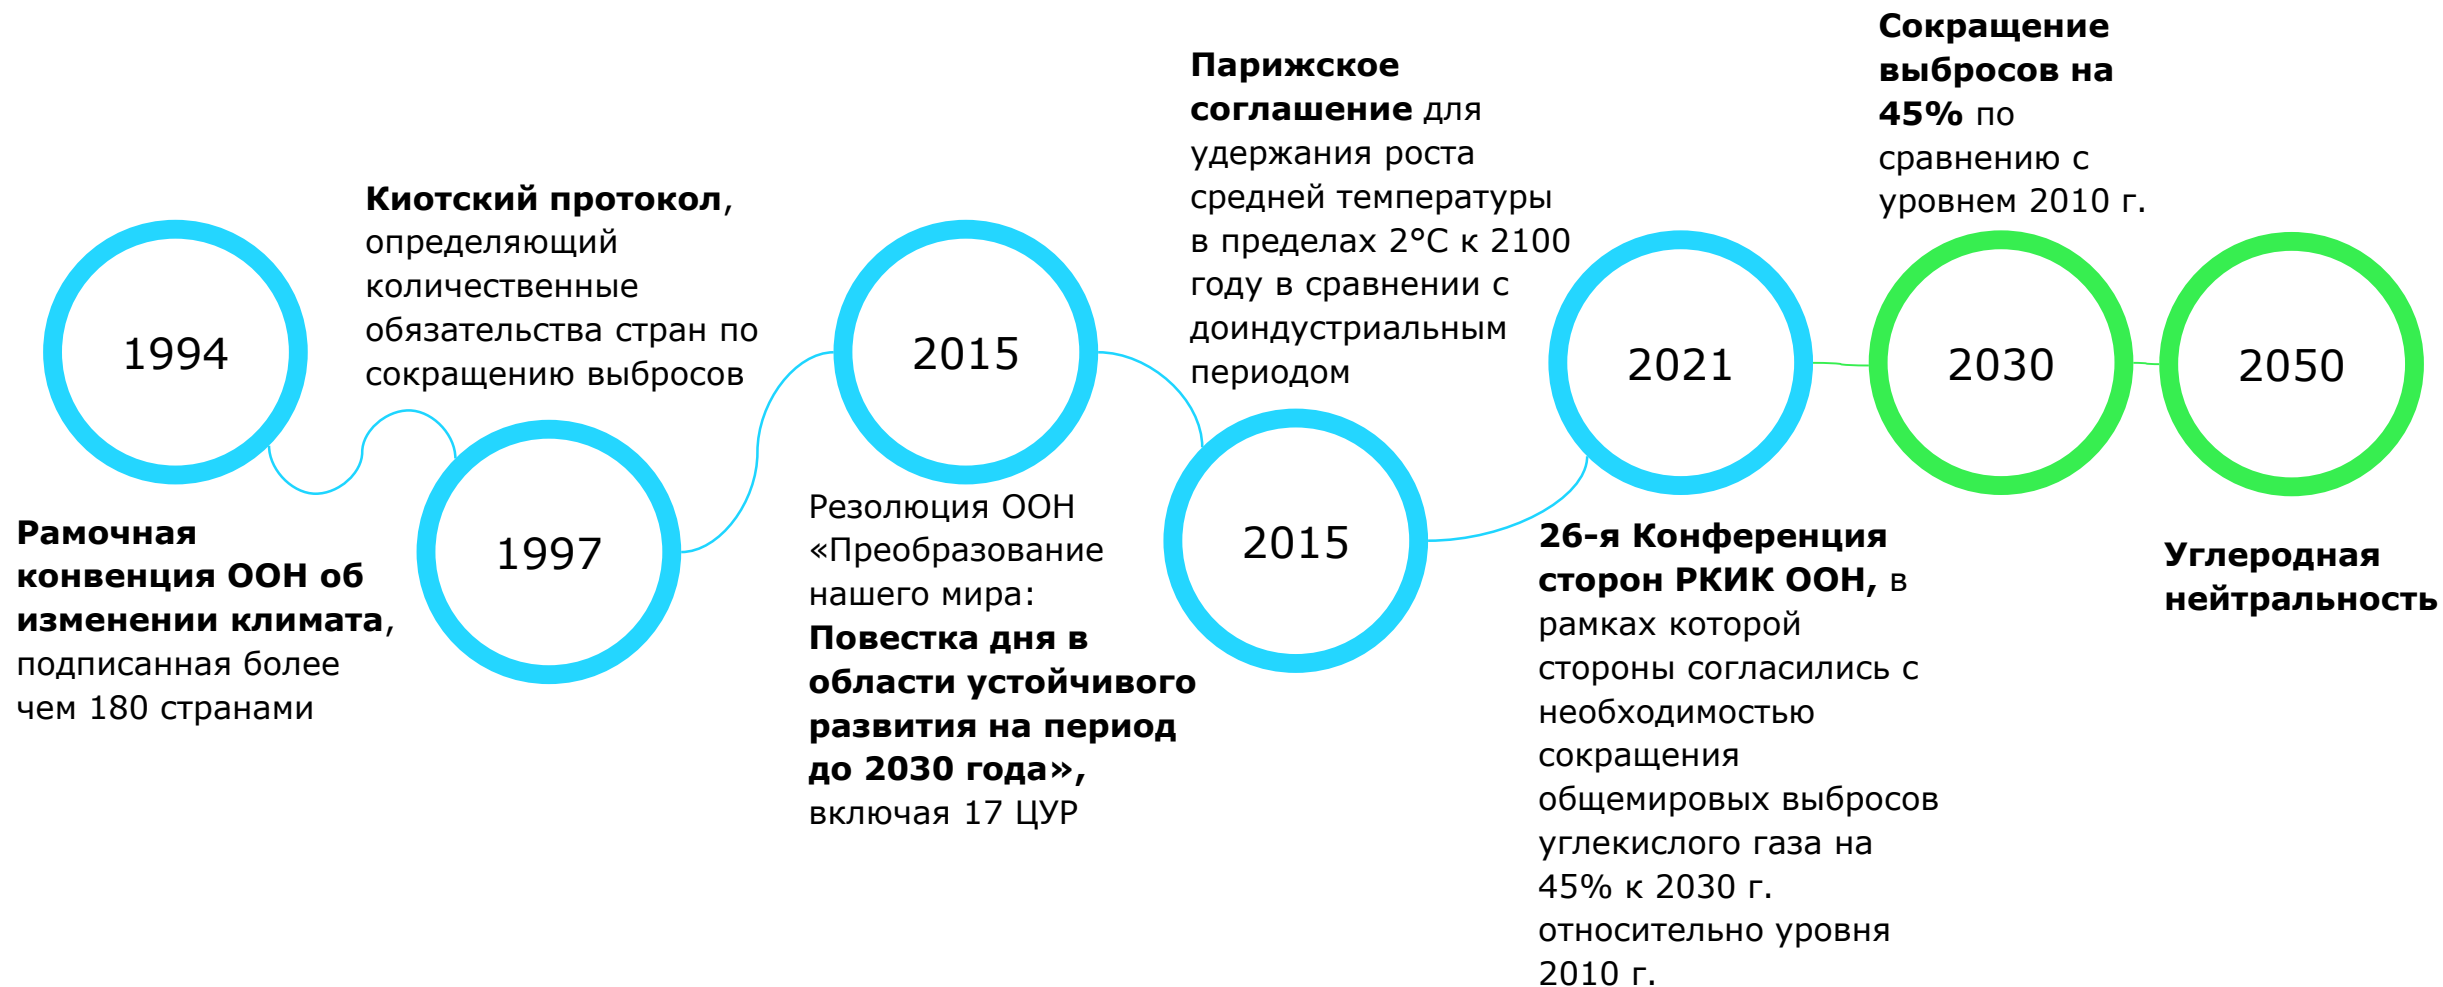 1994
Рамочная
конвенция ООН об
изменении климата,
подписанная более
чем 180 странами
Киотский протокол,
определяющий
количественные
обязательства стран по
сокращению выбросов
1997
2015
Резолюция ООН
«Преобразование
нашего мира:
Повестка дня в
области устойчивого
развития на период
до 2030 года»,
включая 17 ЦУР
Парижское
соглашение для
удержания роста
средней температуры
в пределах 2°C к 2100
году в сравнении с
доиндустриальным
периодом
2015
2021
26-я Конференция
сторон РКИК ООН, в
рамках которой
стороны согласились с
необходимостью
сокращения
общемировых выбросов
углекислого газа на
45% к 2030 г.
относительно уровня
2010 г.
Сокращение
выбросов на
45% по
сравнению с
уровнем 2010 г.
2030
2050
Углеродная
нейтральность